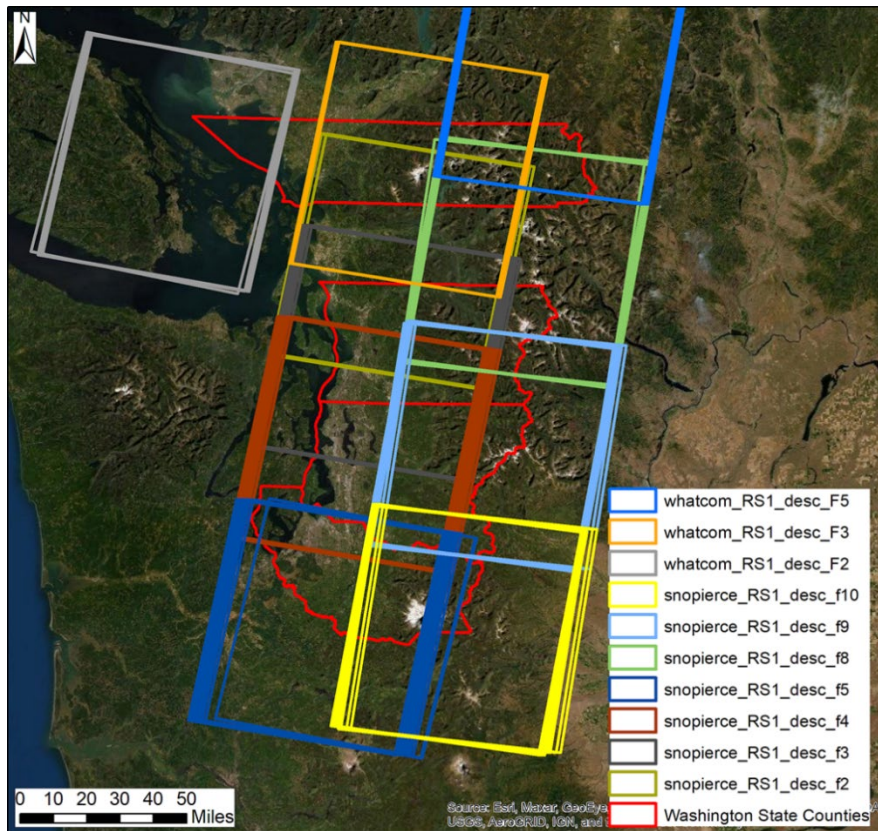 N
whatcom_RS1_desc_F5
whatcom_RS1_desc_F3
whatcom_RS1_desc_F2
snopierce_RS1_desc_f10
snopierce_RS1_desc_f9
snopierce_RS1_desc_f8
snopierce_RS1_desc_f5
snopierce_RS1_desc_f4
snopierce_RS1_desc_f3
snopierce_RS1_desc_f2
Washington State Counties
0 10 20 30 40 50
Miles
Source: Esri, Maxar, GeoEye,
USGS, AeroGRID, IGN, and